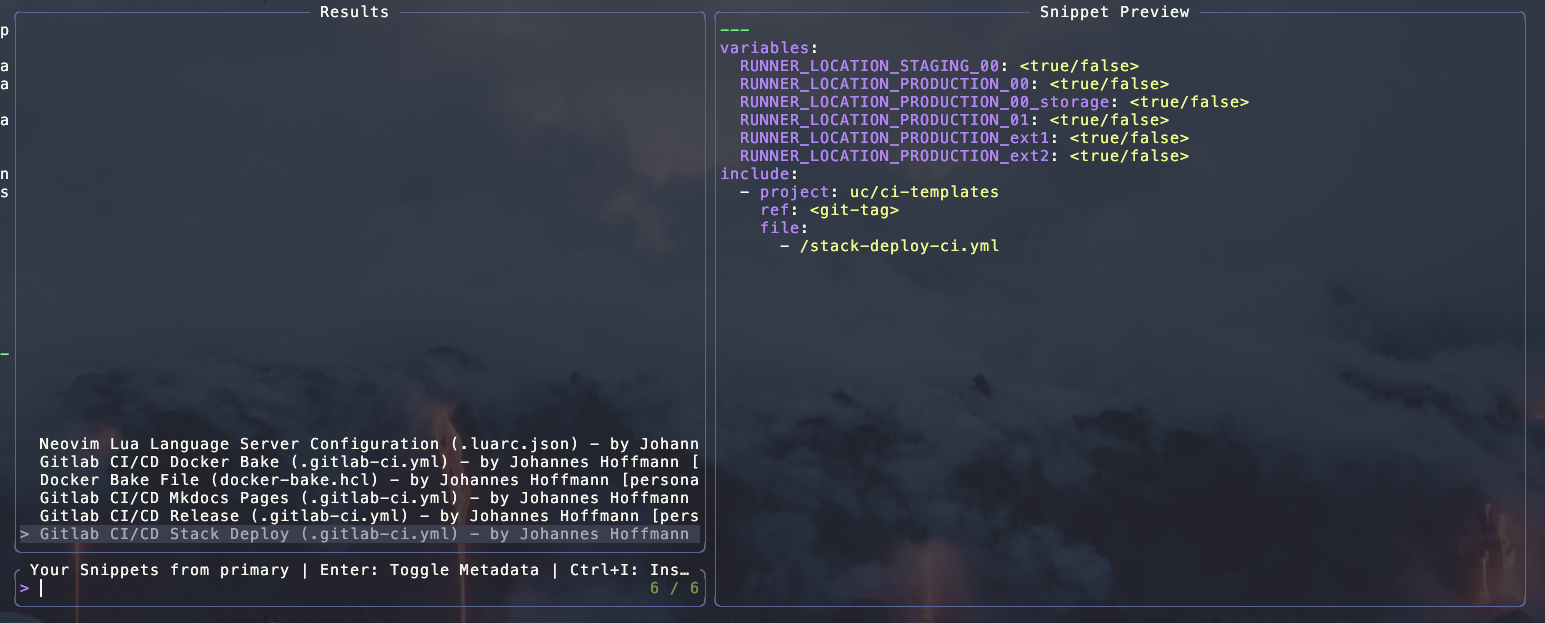 Results
p
a
a
a
n
s
Neovim Lua Language Server Configuration (.luarc.json) - by Johann
Gitlab CI/CD Docker Bake (.gitlab-ci.yml) - by Johannes Hoffmann [
Docker Bake File (docker-bake.hcl) - by Johannes Hoffmann [persona
Gitlab CI/CD Mkdocs Pages (.gitlab-ci.yml) - by Johannes Hoffmann
Gitlab CI/CD Release (.gitlab-ci.yml) - by Johannes Hoffmann [pers
> Gitlab CI/CD Stack Deploy (.gitlab-ci.yml) - by Johannes Hoffmann
Your Snippets from primary | Enter: Toggle Metadata | Ctrl+I: Ins…
> 6 / 6
Snippet Preview
---
variables:
  RUNNER_LOCATION_STAGING_00: <true/false>
  RUNNER_LOCATION_PRODUCTION_00: <true/false>
  RUNNER_LOCATION_PRODUCTION_00_storage: <true/false>
  RUNNER_LOCATION_PRODUCTION_01: <true/false>
  RUNNER_LOCATION_PRODUCTION_ext1: <true/false>
  RUNNER_LOCATION_PRODUCTION_ext2: <true/false>
include:
  - project: uc/ci-templates
    ref: <git-tag>
    file:
      - /stack-deploy-ci.yml